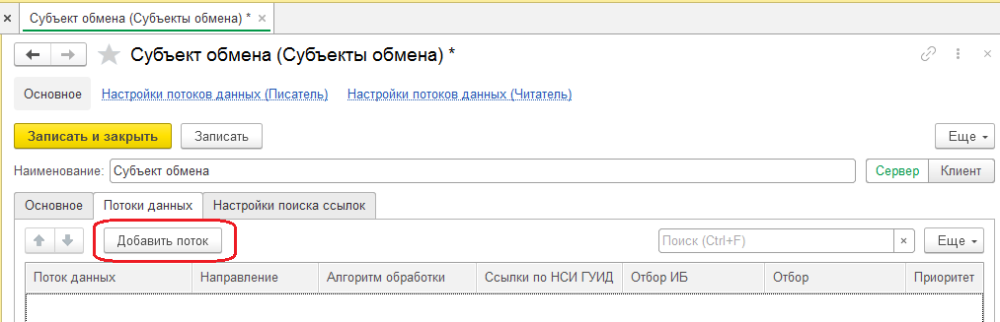 Субъект обмена (Субъекты обмена) *
Субъект обмена (Субъекты обмена) *
Основное Настройки потоков данных (Писатель) Настройки потоков данных (Читатель)
Записать и закрыть Записать Еще
Наименование: Субъект обмена Сервер Клиент
Основное Потоки данных Настройки поиска ссылок
Добавить поток Поиск (Ctrl+F) × Еще
Поток данных Направление Алгоритм обработки Ссылки по НСИ ГУИД Отбор ИБ Отбор Приоритет